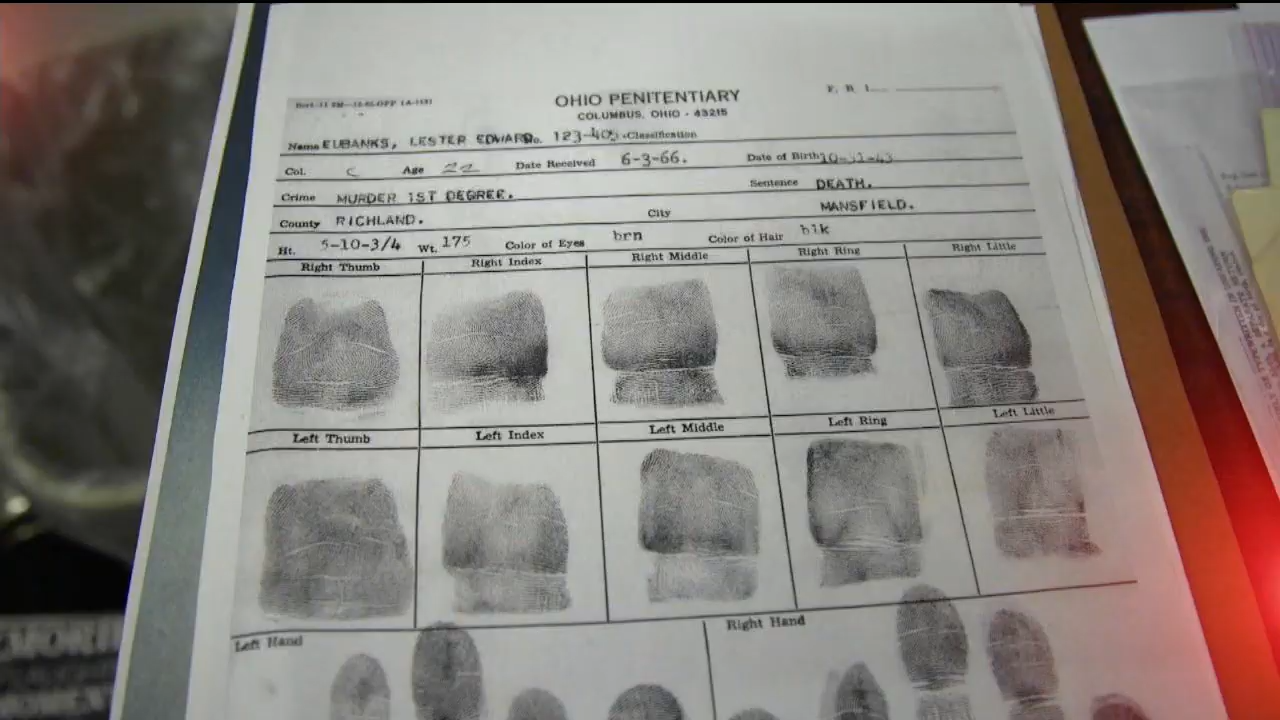 OHIO PENITENTIARY F. B. I.
COLUMBUS, OHIO - 43215
Name EUBANKS, LESTER EDWARD. No. 123-405 Classification
Col. C Age 22 Date Received 6-3-66. Date of Birth 10-31-43
Crime MURDER 1ST DEGREE. Sentence DEATH.
County RICHLAND. City MANSFIELD.
Ht. 5-10-3/4 Wt. 175 Color of Eyes brn Color of Hair blk
Right Thumb Right Index Right Middle Right Ring Right Little
Left Thumb Left Index Left Middle Left Ring Left Little
Left Hand Right Hand